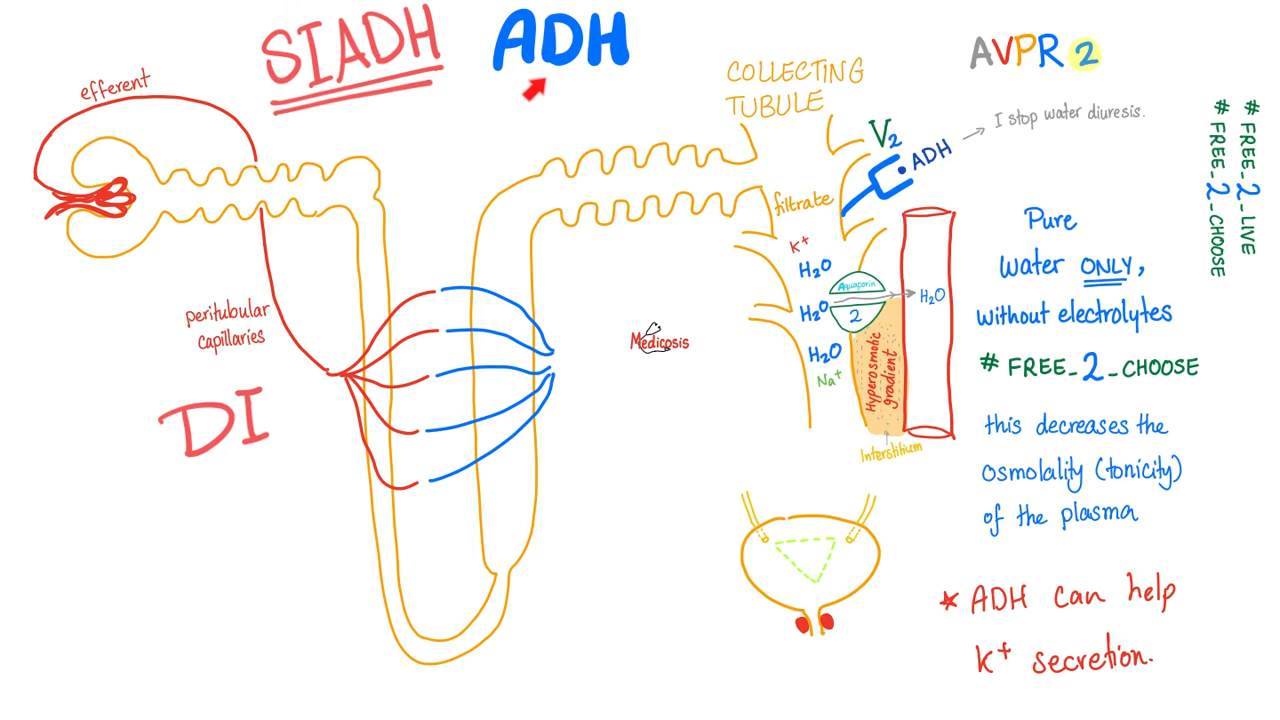 SIADH
ADH
AVPR 2
efferent
COLLECTING
TUBULE
V2
ADH
I stop water diuresis.
# FREE_2_LIVE
# FREE_2_CHOOSE
filtrate
K+
H2O
Aquaporin
2
H2O
H2O
H2O
Na+
Hyperosmotic
gradient
Interstitium
peritubular
capillaries
Medicosis
DI
Pure
Water ONLY,
without electrolytes
# FREE_2_CHOOSE
this decreases the
osmolality (tonicity)
of the plasma
* ADH can help
K+ secretion.